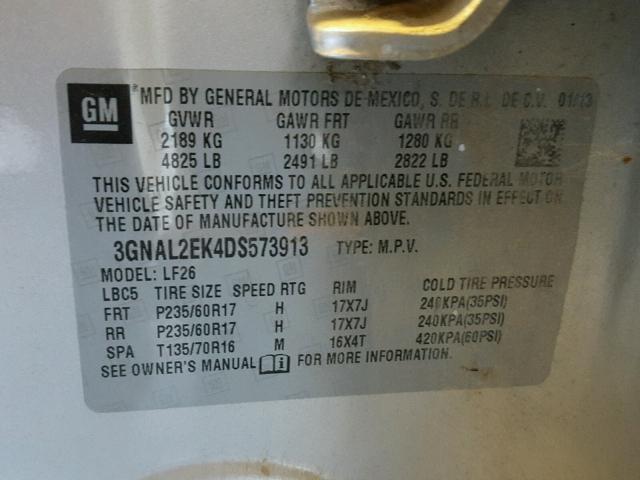 GM
®MFD BY GENERAL MOTORS DE MEXICO, S. DE R.L. DE C.V. 01/13
GVWR GAWR FRT GAWR RR
2189 KG 1130 KG 1280 KG
4825 LB 2491 LB 2822 LB
THIS VEHICLE CONFORMS TO ALL APPLICABLE U.S. FEDERAL MOTOR
VEHICLE SAFETY AND THEFT PREVENTION STANDARDS IN EFFECT ON
THE DATE OF MANUFACTURE SHOWN ABOVE.
3GNAL2EK4DS573913 TYPE: M.P.V.
MODEL: LF26
LBC5 TIRE SIZE SPEED RTG RIM COLD TIRE PRESSURE
FRT P235/60R17 H 17X7J 240KPA(35PSI)
RR P235/60R17 H 17X7J 240KPA(35PSI)
SPA T135/70R16 M 16X4T 420KPA(60PSI)
SEE OWNER'S MANUAL i FOR MORE INFORMATION.